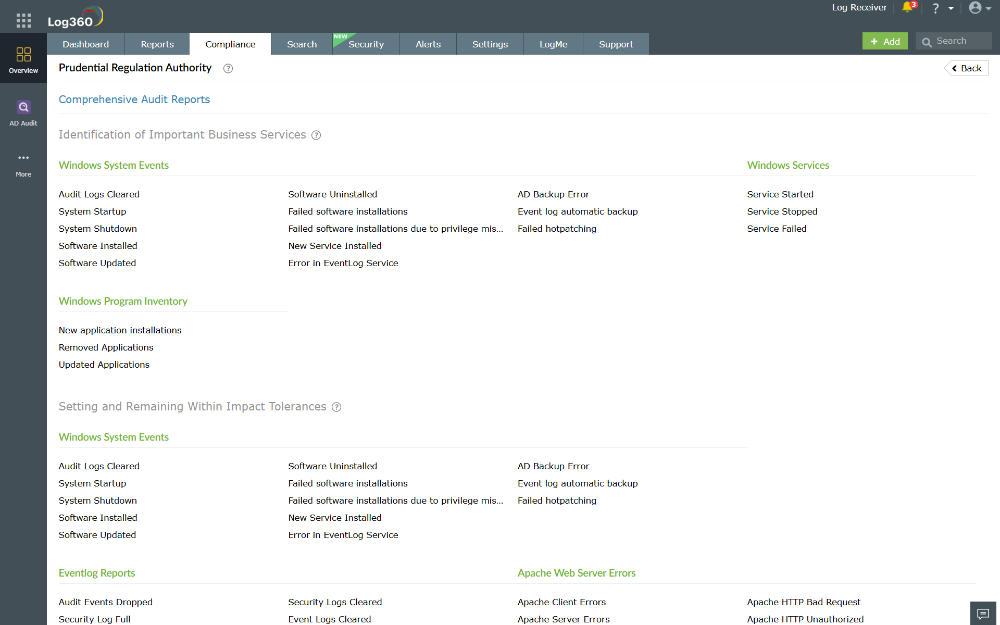 Log360
Log Receiver
3
?
Dashboard
Reports
Compliance
Search
NEW
Security
Alerts
Settings
LogMe
Support
+ Add
Search
Overview
AD Audit
More
Prudential Regulation Authority ?
Back
Comprehensive Audit Reports
Identification of Important Business Services ?
Windows System Events
Windows Services
Audit Logs Cleared
Software Uninstalled
AD Backup Error
Service Started
System Startup
Failed software installations
Event log automatic backup
Service Stopped
System Shutdown
Failed software installations due to privilege mis...
Failed hotpatching
Service Failed
Software Installed
New Service Installed
Software Updated
Error in EventLog Service
Windows Program Inventory
New application installations
Removed Applications
Updated Applications
Setting and Remaining Within Impact Tolerances ?
Windows System Events
Audit Logs Cleared
Software Uninstalled
AD Backup Error
System Startup
Failed software installations
Event log automatic backup
System Shutdown
Failed software installations due to privilege mis...
Failed hotpatching
Software Installed
New Service Installed
Software Updated
Error in EventLog Service
Eventlog Reports
Apache Web Server Errors
Audit Events Dropped
Security Logs Cleared
Apache Client Errors
Apache HTTP Bad Request
Security Log Full
Event Logs Cleared
Apache Server Errors
Apache HTTP Unauthorized